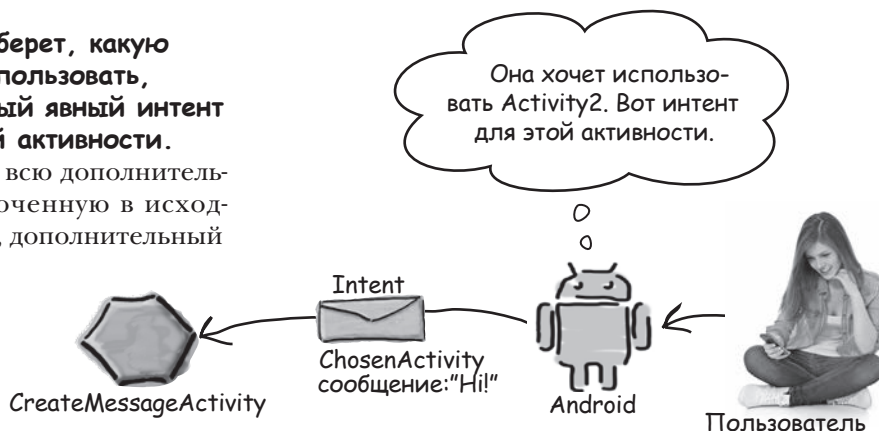 берет, какую
пользовать,
ый явный интент
й активности.
всю дополнитель-
оченную в исход-
, дополнительный
Она хочет использо-
вать Activity2. Вот интент
для этой активности.
Intent
ChosenActivity
сообщение:"Hi!"
CreateMessageActivity
Android
Пользователь